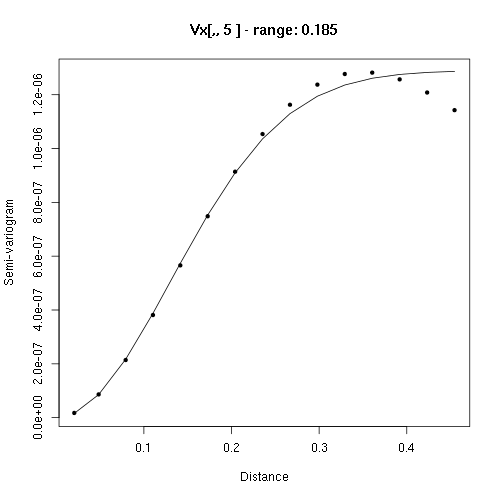 Vx[,, 5 ] - range: 0.185
Semi-variogram
0.0e+00
2.0e-07
4.0e-07
6.0e-07
8.0e-07
1.0e-06
1.2e-06
0.1
0.2
0.3
0.4
Distance